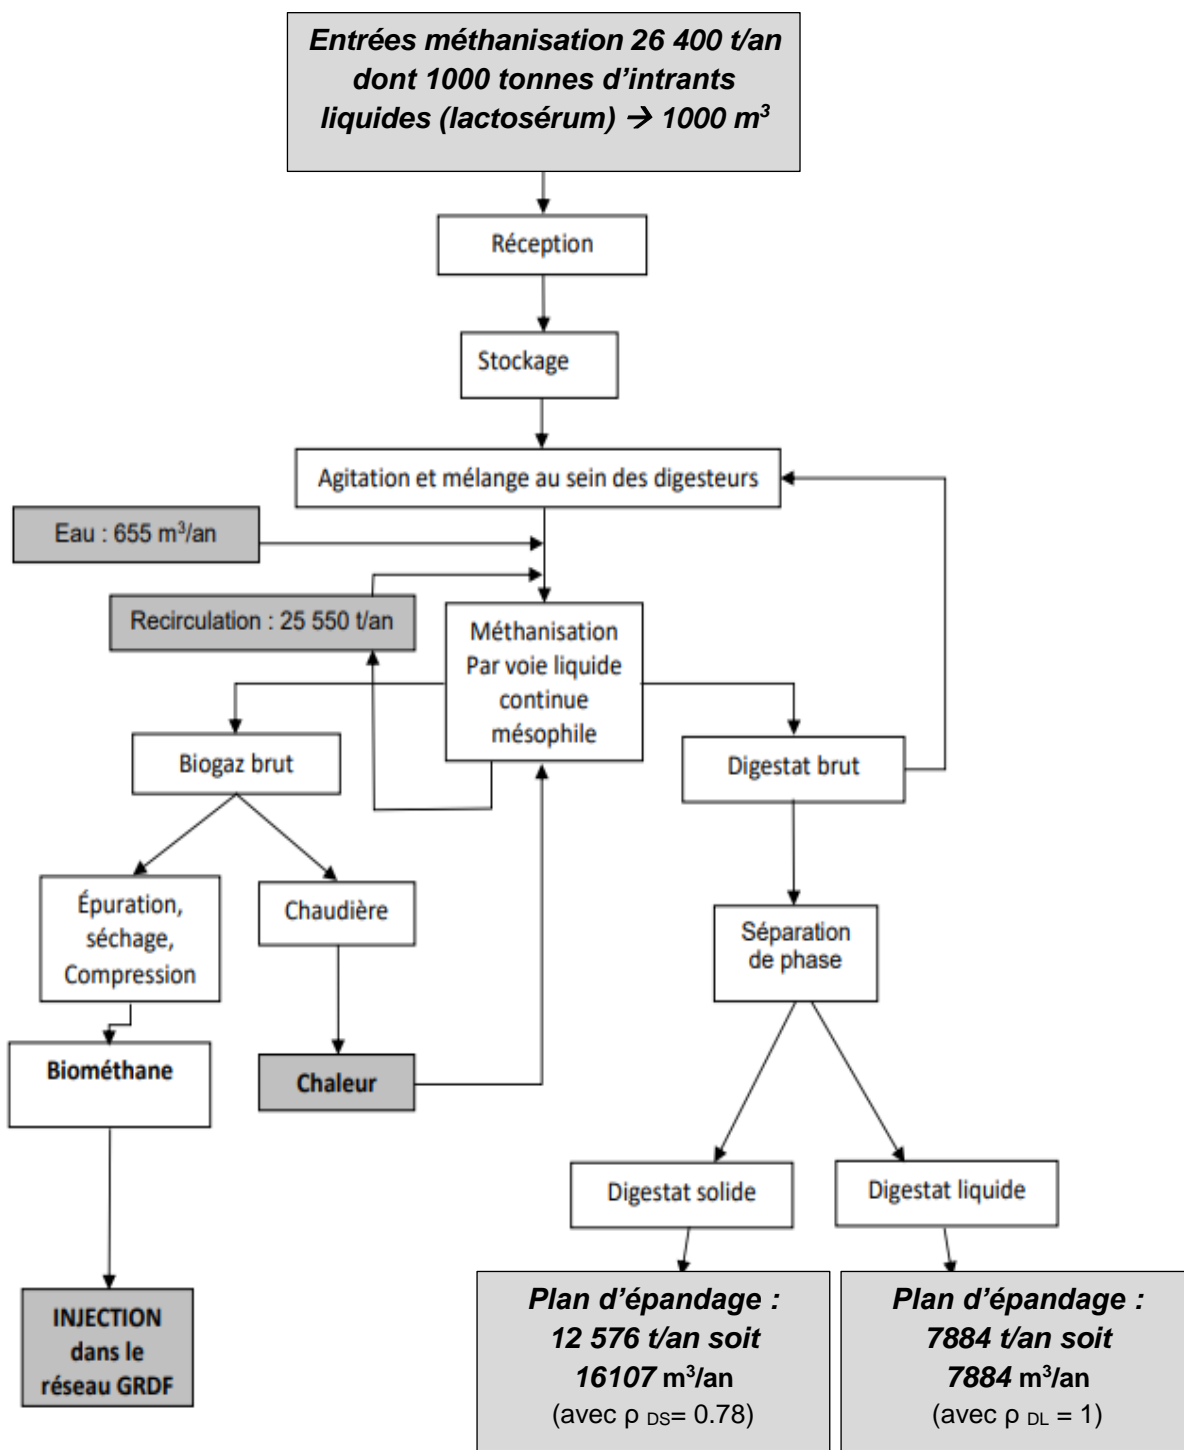 Entrées méthanisation 26 400 t/an
dont 1000 tonnes d’intrants
liquides (lactosérum) → 1000 m³
Réception
Stockage
Agitation et mélange au sein des digesteurs
Eau : 655 m³/an
Recirculation : 25 550 t/an
Méthanisation
Par voie liquide
continue
mésophile
Biogaz brut
Digestat brut
Épuration,
séchage,
Compression
Chaudière
Séparation
de phase
Biométhane
Chaleur
Digestat solide
Digestat liquide
INJECTION
dans le
réseau GRDF
Plan d’épandage :
12 576 t/an soit
16107 m³/an
(avec ρ DS= 0.78)
Plan d’épandage :
7884 t/an soit
7884 m³/an
(avec ρ DL = 1)